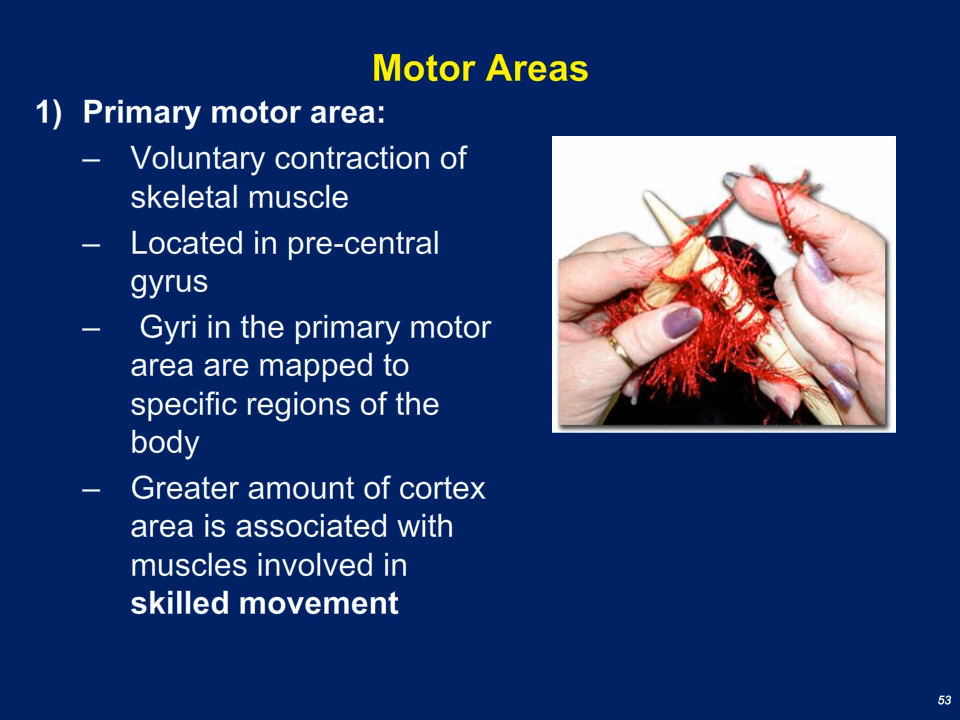 Motor Areas
1) Primary motor area:
– Voluntary contraction of
skeletal muscle
– Located in pre-central
gyrus
– Gyri in the primary motor
area are mapped to
specific regions of the
body
– Greater amount of cortex
area is associated with
muscles involved in
skilled movement
53